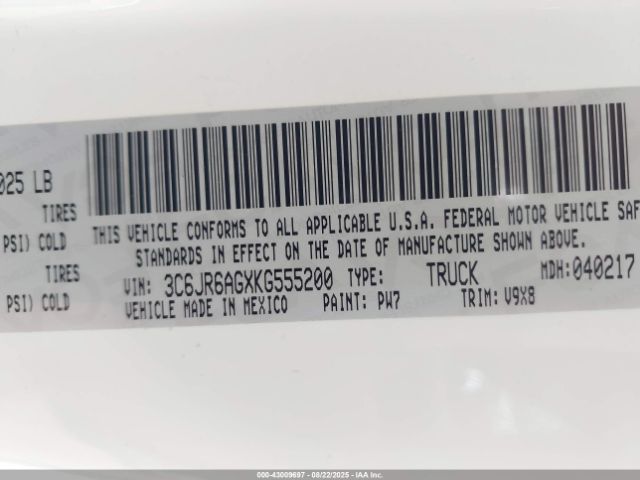 025 LB
TIRES
PSI) COLD
TIRES
PSI) COLD
THIS VEHICLE CONFORMS TO ALL APPLICABLE U.S.A. FEDERAL MOTOR VEHICLE SAF
STANDARDS IN EFFECT ON THE DATE OF MANUFACTURE SHOWN ABOVE.
VIN: 3C6JR6AGXKG555200 TYPE: TRUCK MDH:040217
VEHICLE MADE IN MEXICO PAINT: PW7 TRIM: V9X8
000-43009697 - 08/22/2025 - IAA Inc.